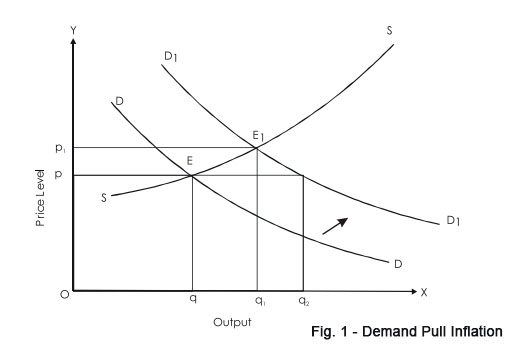 Y
S
D₁
D
E₁
p₁
E
p
Price Level
S
D₁
D
O
q
q₁
q₂
X
Output
Fig. 1 - Demand Pull Inflation